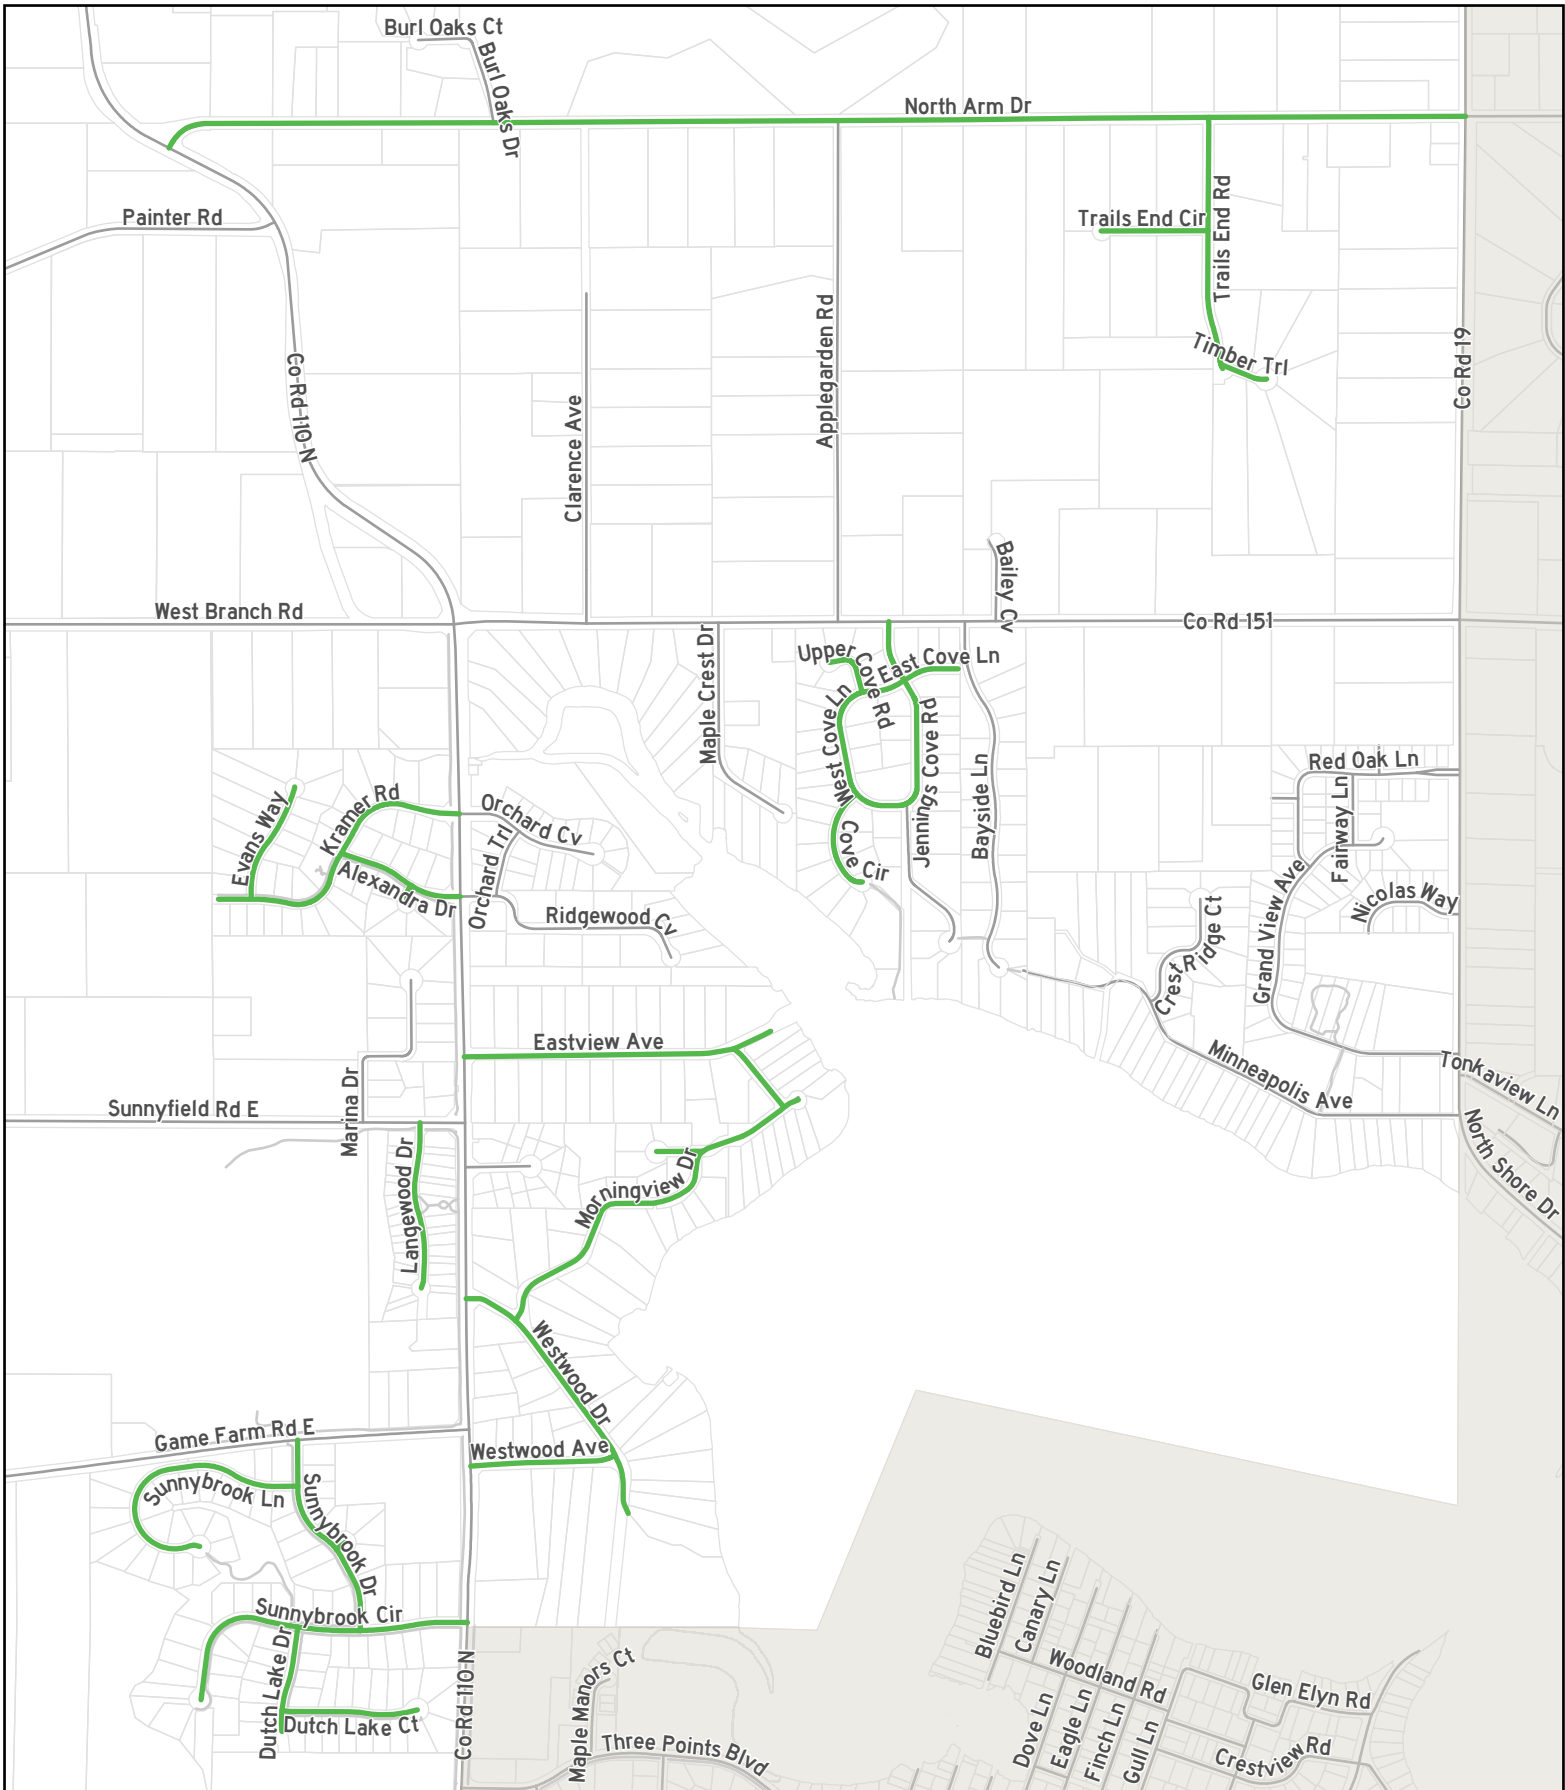 Burl Oaks Ct
Burl Oaks Dr
North Arm Dr
Painter Rd
Trails End Cir
Trails End Rd
Timber Trl
Co Rd 19
Co Rd 110 N
Clarence Ave
Applegarden Rd
Bailey Cv
West Branch Rd
Co Rd 151
Maple Crest Dr
Upper Cove Rd
East Cove Ln
West Cove Ln
Jennings Cove Rd
Bayside Ln
West Cove Cir
Red Oak Ln
Fairway Ln
Grand View Ave
Nicolas Way
Evans Way
Kramer Rd
Alexandra Dr
Orchard Cv
Orchard Trl
Ridgewood Cv
Crest Ridge Ct
Eastview Ave
Minneapolis Ave
Tonkaview Ln
North Shore Dr
Sunnyfield Rd E
Marina Dr
Langewood Dr
Morningview Dr
Westwood Dr
Westwood Ave
Game Farm Rd E
Sunnybrook Ln
Sunnybrook Dr
Sunnybrook Cir
Dutch Lake Dr
Dutch Lake Ct
Co Rd 110 N
Maple Manors Ct
Three Points Blvd
Bluebird Ln
Canary Ln
Woodland Rd
Glen Elyn Rd
Dove Ln
Eagle Ln
Finch Ln
Gull Ln
Crestview Rd